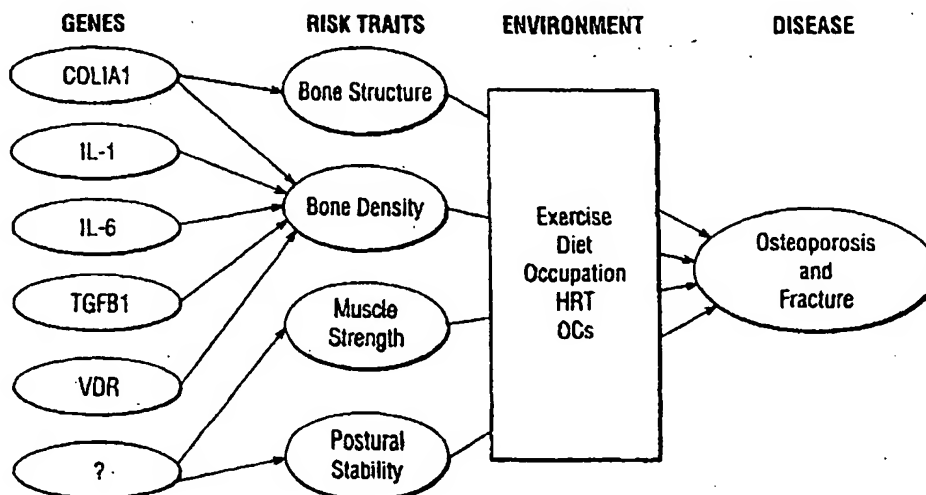 GENES
RISK TRAITS
ENVIRONMENT
DISEASE
COLIA1
IL-1
IL-6
TGFB1
VDR
?
Bone Structure
Bone Density
Muscle
Strength
Postural
Stability
Exercise
Diet
Occupation
HRT
OCs
Osteoporosis
and
Fracture